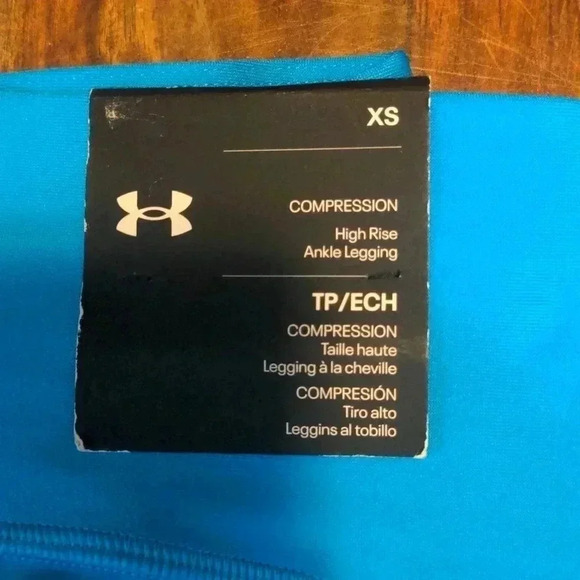 XS
COMPRESSION
High Rise
Ankle Legging
TP/ECH
COMPRESSION
Taille haute
Legging à la cheville
COMPRESIÓN
Tiro alto
Leggins al tobillo